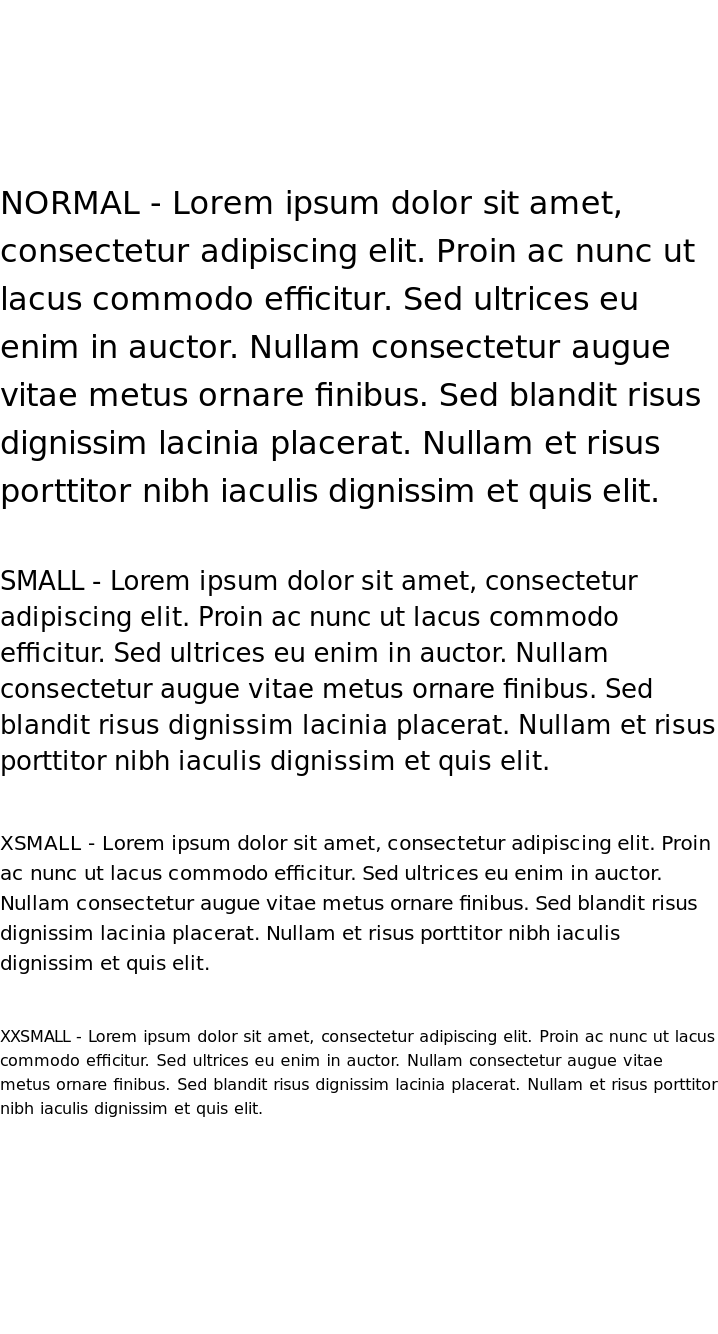 NORMAL - Lorem ipsum dolor sit amet,
consectetur adipiscing elit. Proin ac nunc ut
lacus commodo efficitur. Sed ultrices eu
enim in auctor. Nullam consectetur augue
vitae metus ornare finibus. Sed blandit risus
dignissim lacinia placerat. Nullam et risus
porttitor nibh iaculis dignissim et quis elit.
SMALL - Lorem ipsum dolor sit amet, consectetur
adipiscing elit. Proin ac nunc ut lacus commodo
efficitur. Sed ultrices eu enim in auctor. Nullam
consectetur augue vitae metus ornare finibus. Sed
blandit risus dignissim lacinia placerat. Nullam et risus
porttitor nibh iaculis dignissim et quis elit.
XSMALL - Lorem ipsum dolor sit amet, consectetur adipiscing elit. Proin
ac nunc ut lacus commodo efficitur. Sed ultrices eu enim in auctor.
Nullam consectetur augue vitae metus ornare finibus. Sed blandit risus
dignissim lacinia placerat. Nullam et risus porttitor nibh iaculis
dignissim et quis elit.
XXSMALL - Lorem ipsum dolor sit amet, consectetur adipiscing elit. Proin ac nunc ut lacus
commodo efficitur. Sed ultrices eu enim in auctor. Nullam consectetur augue vitae
metus ornare finibus. Sed blandit risus dignissim lacinia placerat. Nullam et risus porttitor
nibh iaculis dignissim et quis elit.